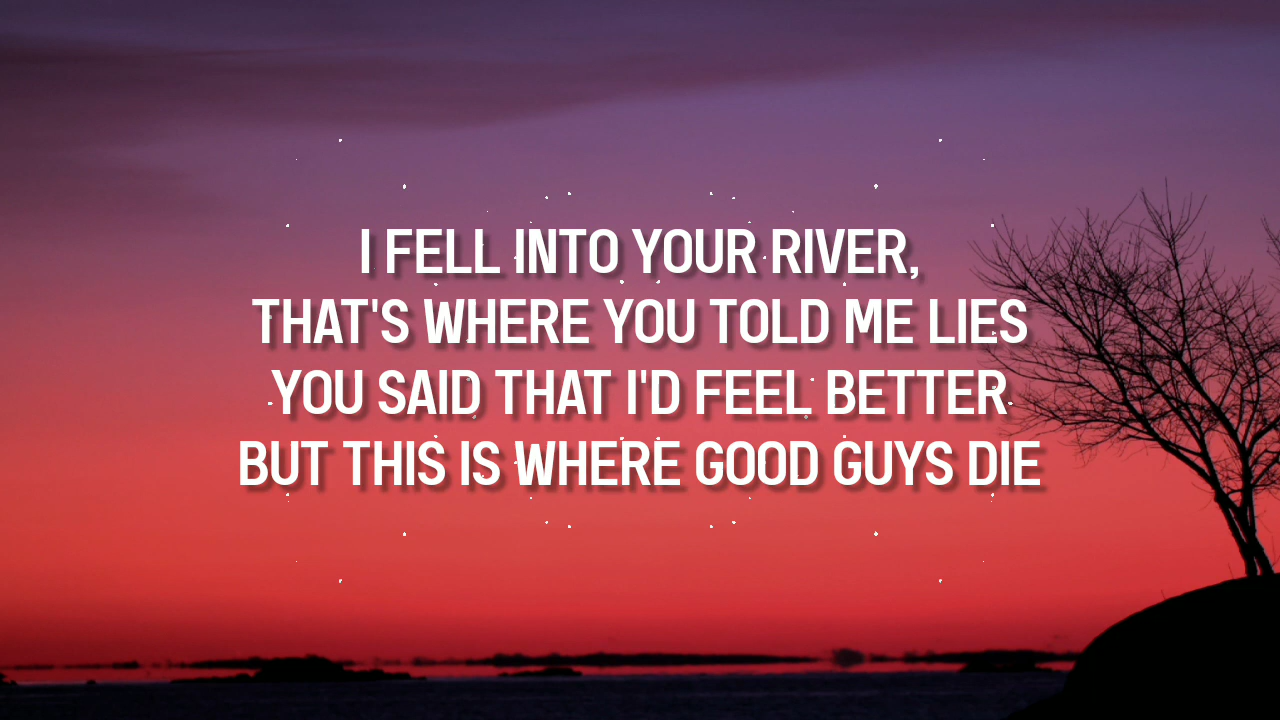 I FELL INTO YOUR RIVER,
THAT'S WHERE YOU TOLD ME LIES
YOU SAID THAT I'D FEEL BETTER
BUT THIS IS WHERE GOOD GUYS DIE